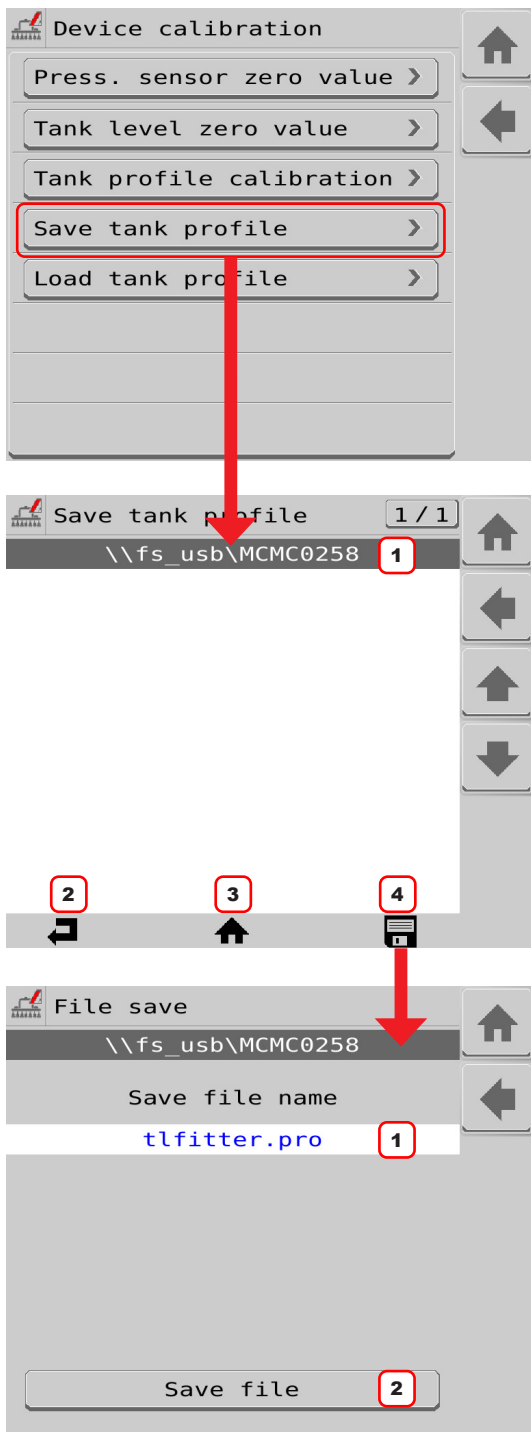 Device calibration
Press. sensor zero value
Tank level zero value
Tank profile calibration
Save tank profile
Load tank profile
Save tank profile 1/1
\\fs_usb\MCMC0258 1
2 3 4
File save
\\fs_usb\MCMC0258
Save file name
tlfitter.pro 1
Save file 2